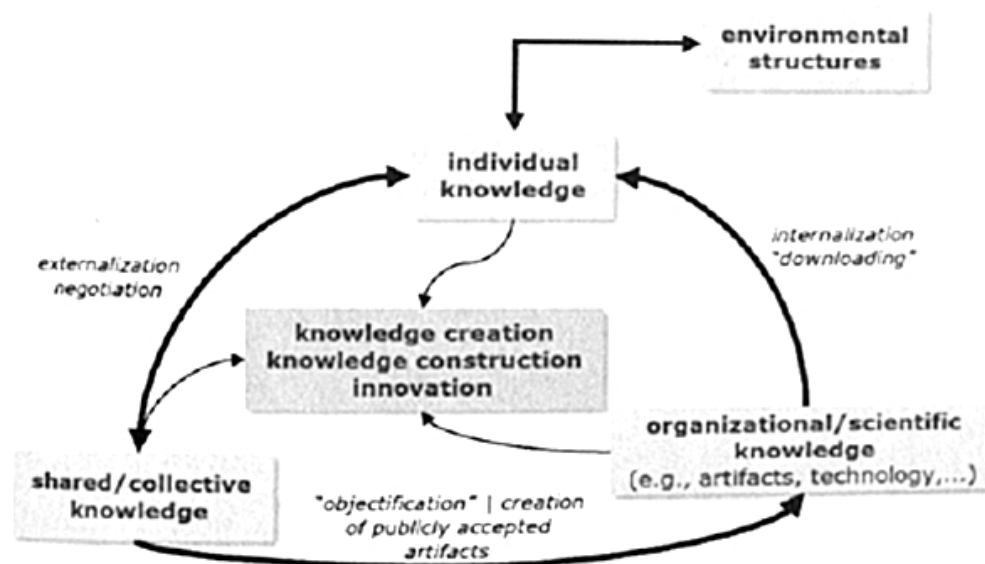 environmental
structures
individual
knowledge
externalization
negotiation
internalization
"downloading"
knowledge creation
knowledge construction
innovation
organizational/scientific
knowledge
(e.g., artifacts, technology,...)
shared/collective
knowledge
"objectification" | creation
of publicly accepted
artifacts